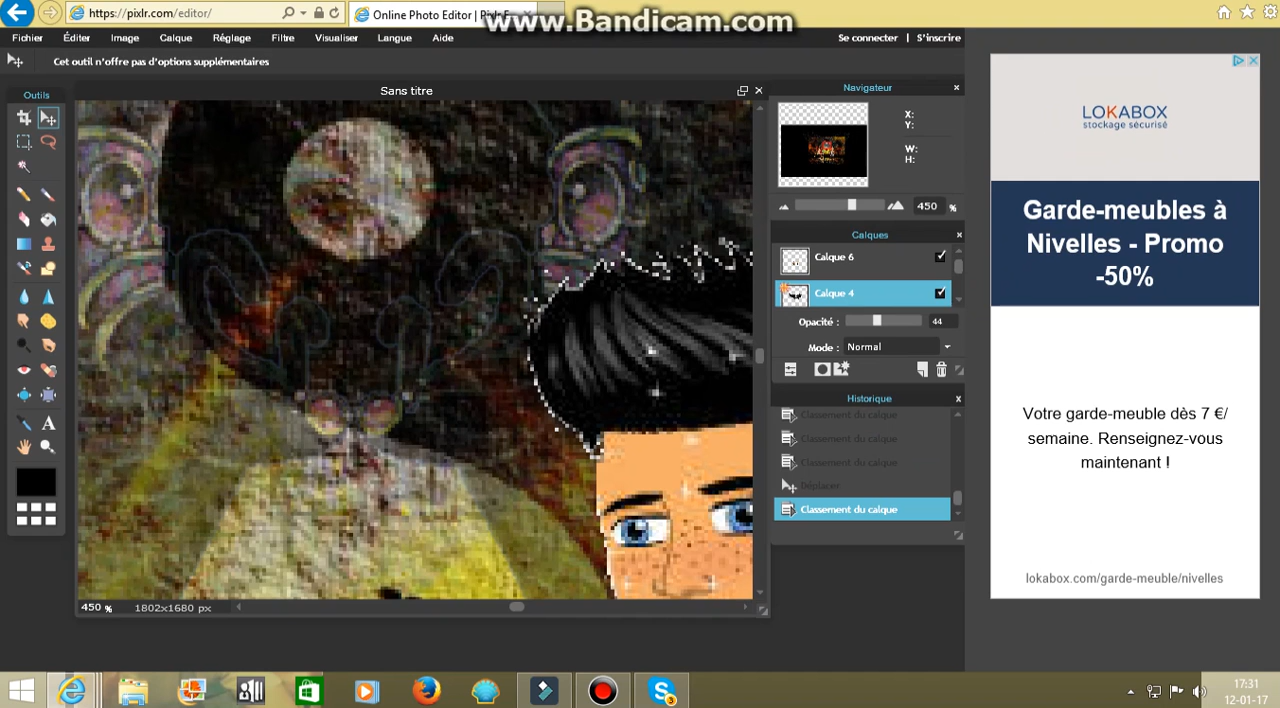 https://pixlr.com/editor/
Online Photo Editor | Pixlr E
www.Bandicam.com
Fichier Éditer Image Calque Réglage Filtre Visualiser Langue Aide Se connecter | S'inscrire
Cet outil n'offre pas d'options supplémentaires
Outils
Sans titre
Navigateur
X:
Y:
W:
H:
450 %
Calques
Calque 6
Calque 4
Opacité : 44
Mode : Normal
Historique
Classement du calque
Classement du calque
Classement du calque
Déplacer
Classement du calque
450 % 1802x1680 px
LOKABOX
stockage sécurisé
Garde-meubles à
Nivelles - Promo
-50%
Votre garde-meuble dès 7 €/
semaine. Renseignez-vous
maintenant !
lokabox.com/garde-meuble/nivelles
A
S
3
17:31
12-01-17